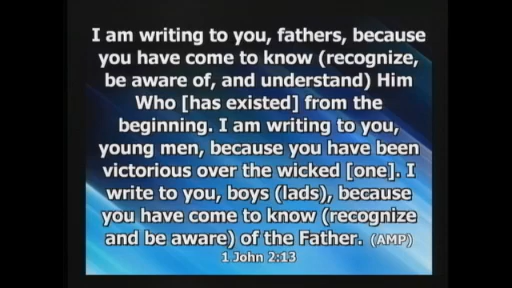 I am writing to you, fathers, because
you have come to know (recognize,
be aware of, and understand) Him
Who [has existed] from the
beginning. I am writing to you,
young men, because you have been
victorious over the wicked [one]. I
write to you, boys (lads), because
you have come to know (recognize
and be aware) of the Father. (AMP)
1 John 2:13